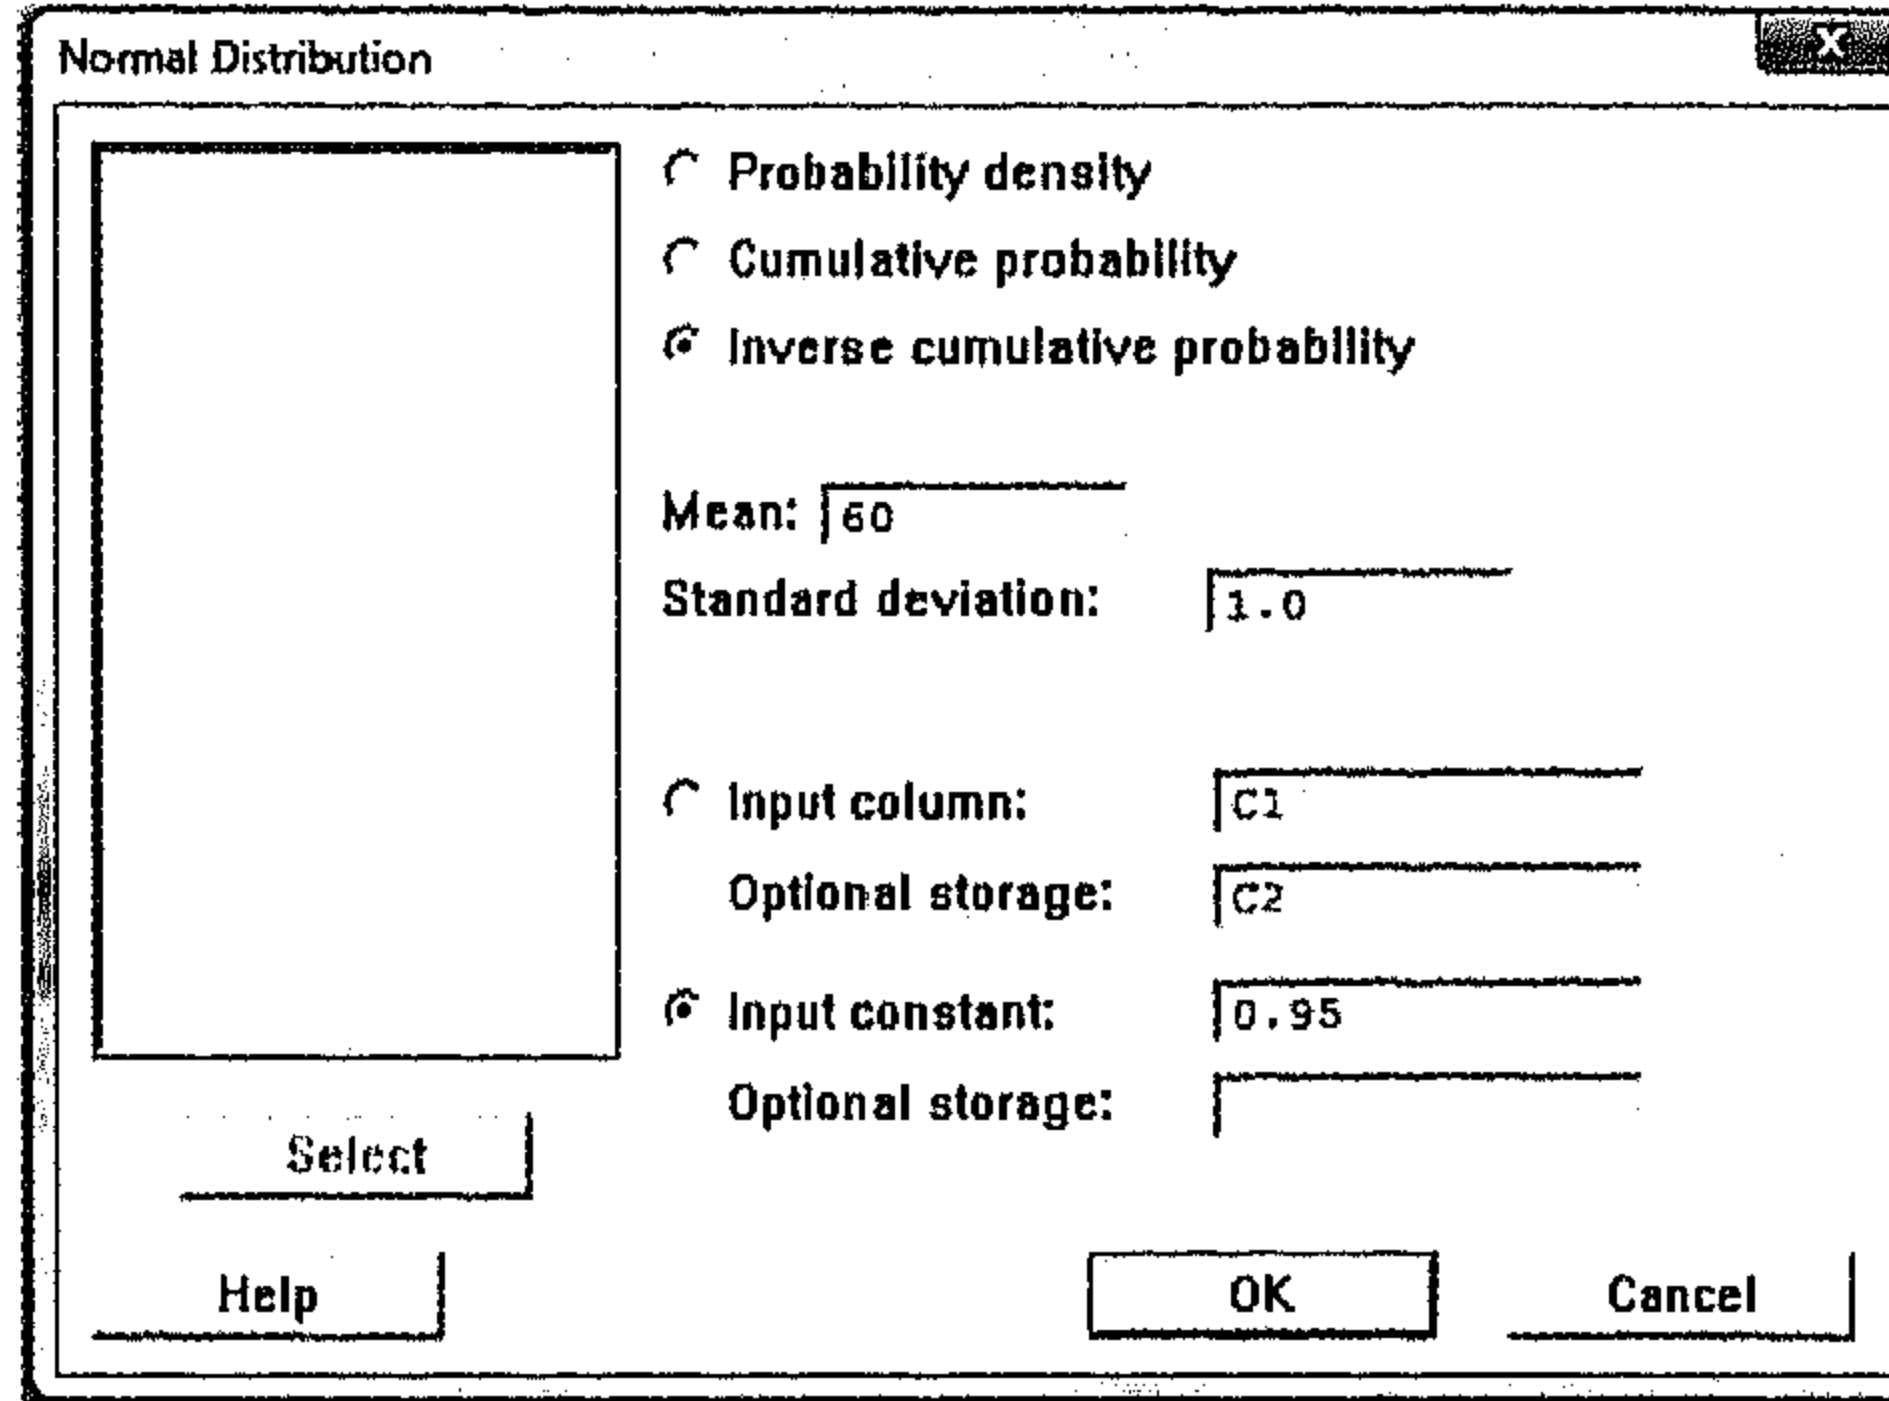 Normal Distribution
X
Probability density
Cumulative probability
Inverse cumulative probability
Mean: 60
Standard deviation: 1.0
Input column: C1
Optional storage: C2
Input constant: 0.95
Optional storage:
Select
Help
OK
Cancel